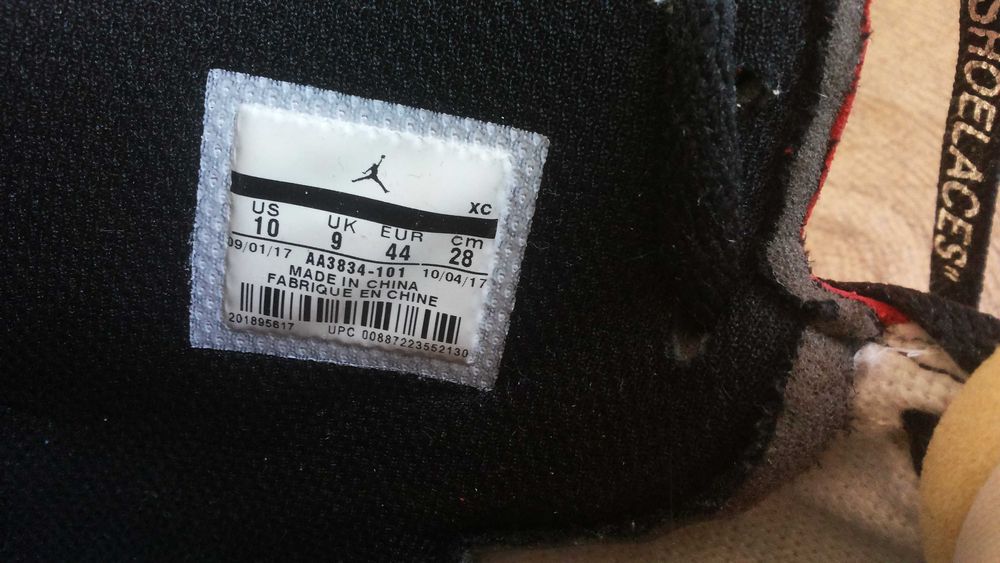 XC
US UK EUR cm
10 9 44 28
09/01/17 AA3834-101 10/04/17
MADE IN CHINA
FABRIQUE EN CHINE
201895617 UPC 00887223552130
SHOELACES"